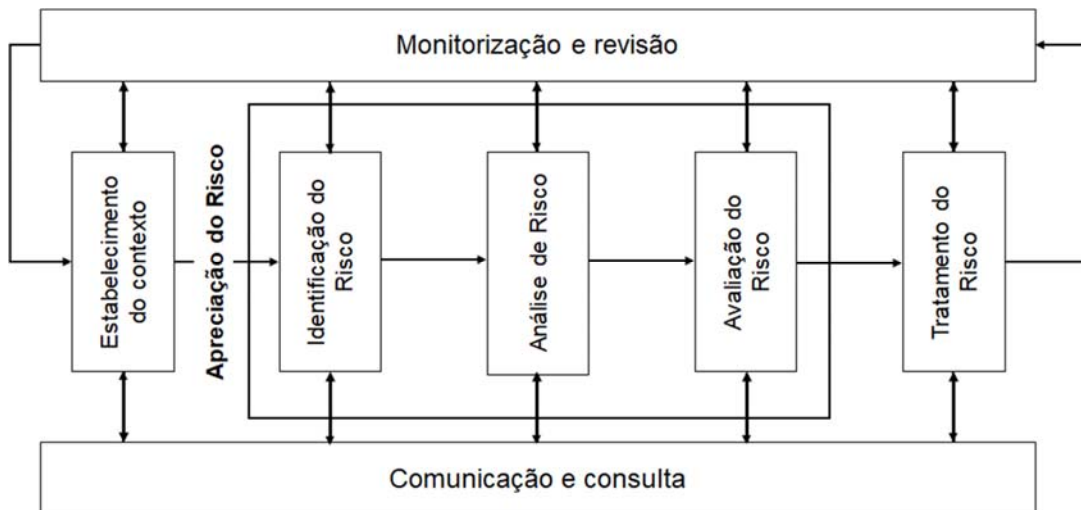 Monitorização e revisão
Estabelecimento
do contexto
Apreciação do Risco
Identificação do
Risco
Análise de Risco
Avaliação do
Risco
Tratamento do
Risco
Comunicação e consulta